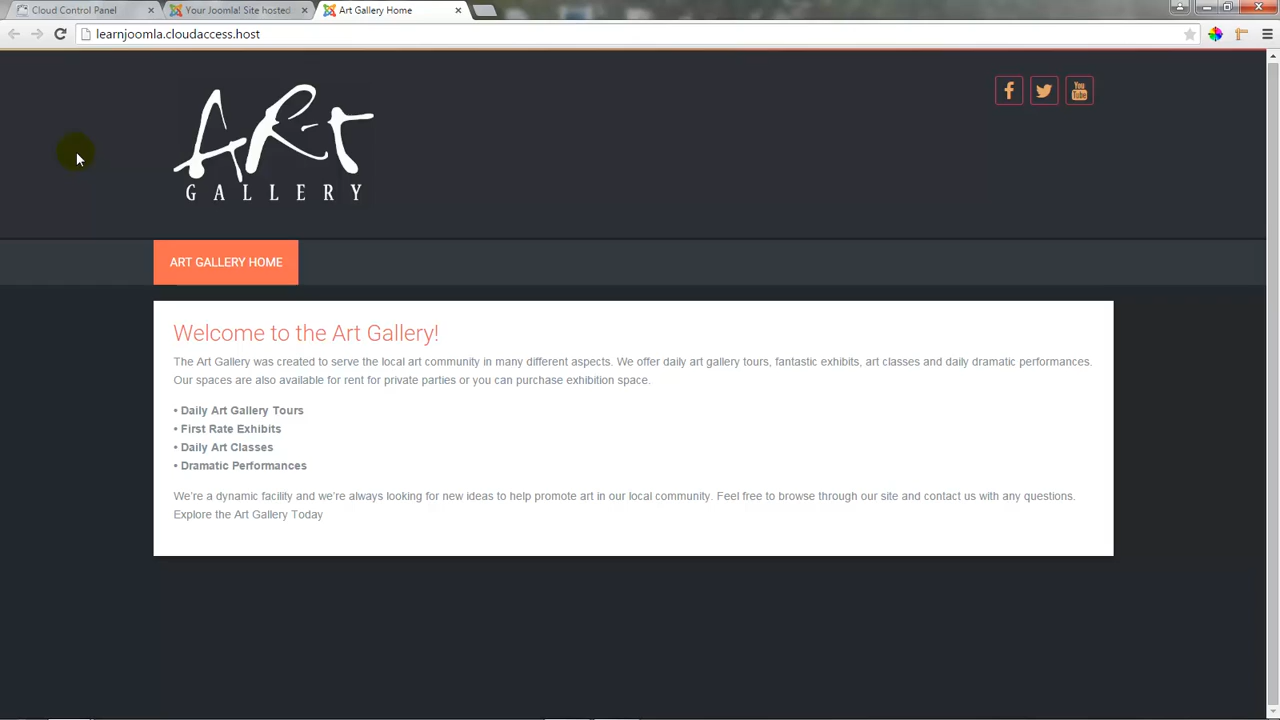 Cloud Control Panel
Your Joomla! Site hosted
Art Gallery Home
learnjoomla.cloudaccess.host
ART
GALLERY
You
Tube
ART GALLERY HOME
Welcome to the Art Gallery!
The Art Gallery was created to serve the local art community in many different aspects. We offer daily art gallery tours, fantastic exhibits, art classes and daily dramatic performances.
Our spaces are also available for rent for private parties or you can purchase exhibition space.
• Daily Art Gallery Tours
• First Rate Exhibits
• Daily Art Classes
• Dramatic Performances
We're a dynamic facility and we're always looking for new ideas to help promote art in our local community. Feel free to browse through our site and contact us with any questions.
Explore the Art Gallery Today